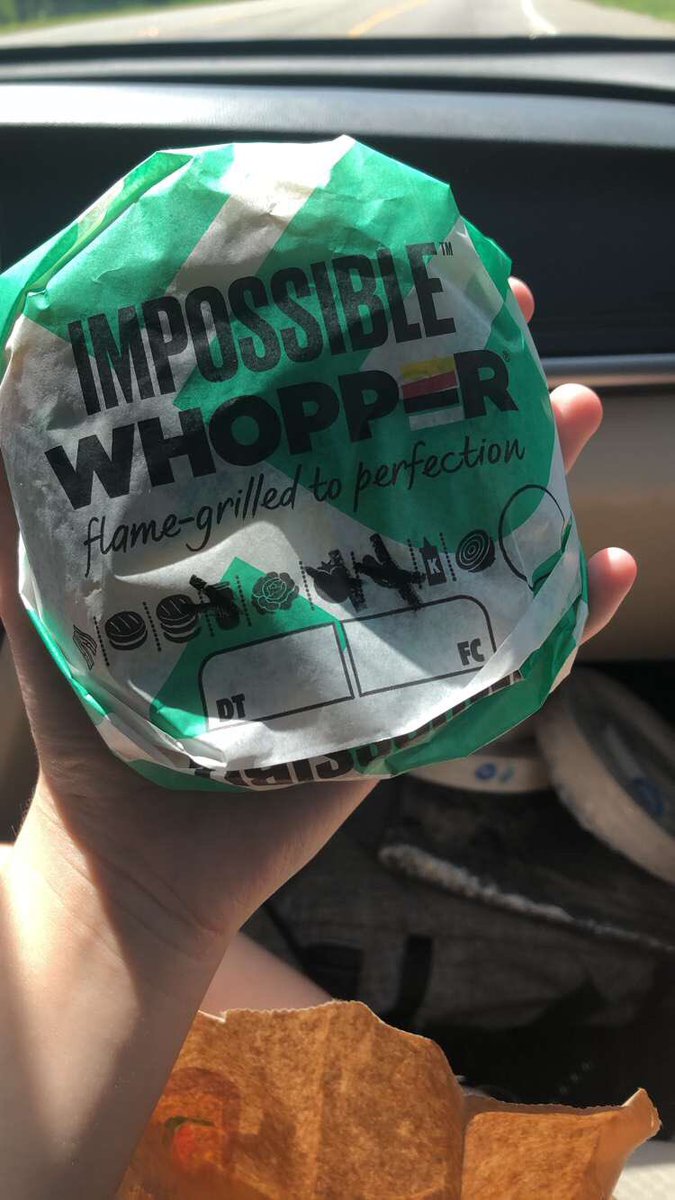 IMPOSSIBLE™
WHOPPER®
flame-grilled to perfection
K
DT
FC